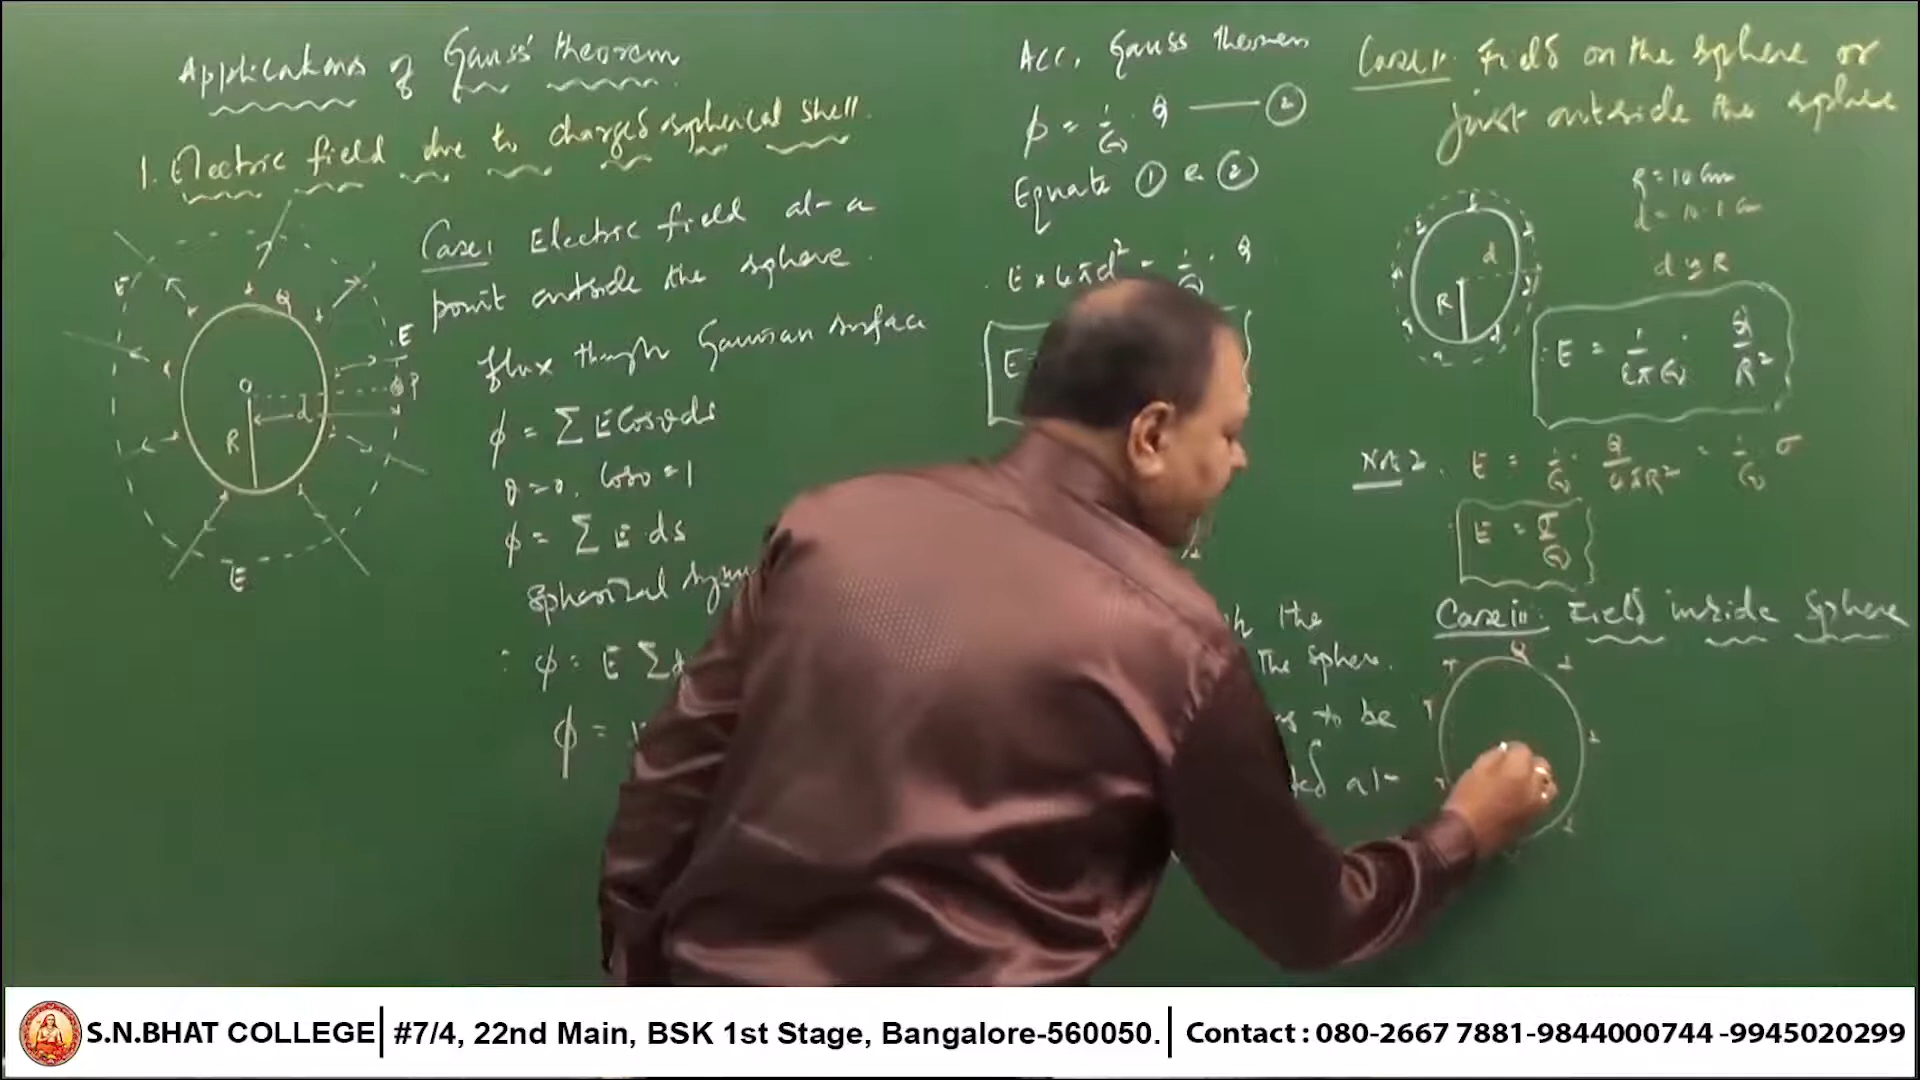 Applications of Gauss' theorem
1. Electric field due to charged spherical shell.
Case i Electric field at a
point outside the sphere.
flux though Gaussian surface
φ = Σ E Cosθ ds
θ = 0, Cos0 = 1
φ = Σ E ds
Spherical
∴ φ = E Σ
φ =
Q
E
E
O
P
d
R
E
Acc, Gauss theorem
φ = 1/ε₀ · Q — ②
Equate ① & ②
E × 4πd² = 1/ε₀ · Q
E
the
The sphere.
to be
at
Case ii Field on the sphere or
just outside the sphere
R = 10 cm
d = 10.1 cm
d ≈ R
d
R
E = 1/4πε₀ · Q/R²
Note 2. E = 1/ε₀ · Q/4πR² = 1/ε₀ σ
E = σ/ε₀
Case iii: Field inside Sphere
Q
S.N.BHAT COLLEGE | #7/4, 22nd Main, BSK 1st Stage, Bangalore-560050. | Contact : 080-2667 7881-9844000744 -9945020299